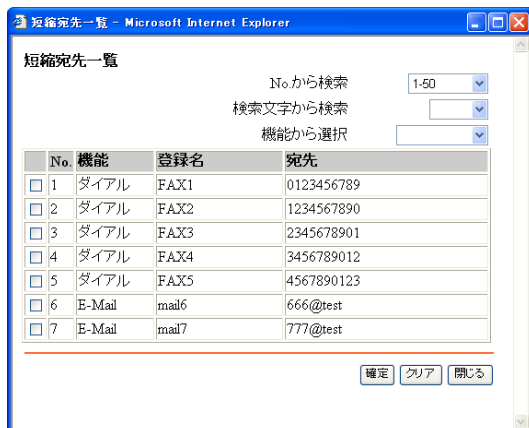 短縮宛先一覧 - Microsoft Internet Explorer
短縮宛先一覧
No.から検索 1-50
検索文字から検索
機能から選択
No. 機能 登録名 宛先
1 ダイアル FAX1 0123456789
2 ダイアル FAX2 1234567890
3 ダイアル FAX3 2345678901
4 ダイアル FAX4 3456789012
5 ダイアル FAX5 4567890123
6 E-Mail mail6 666@test
7 E-Mail mail7 777@test
確定 クリア 閉じる